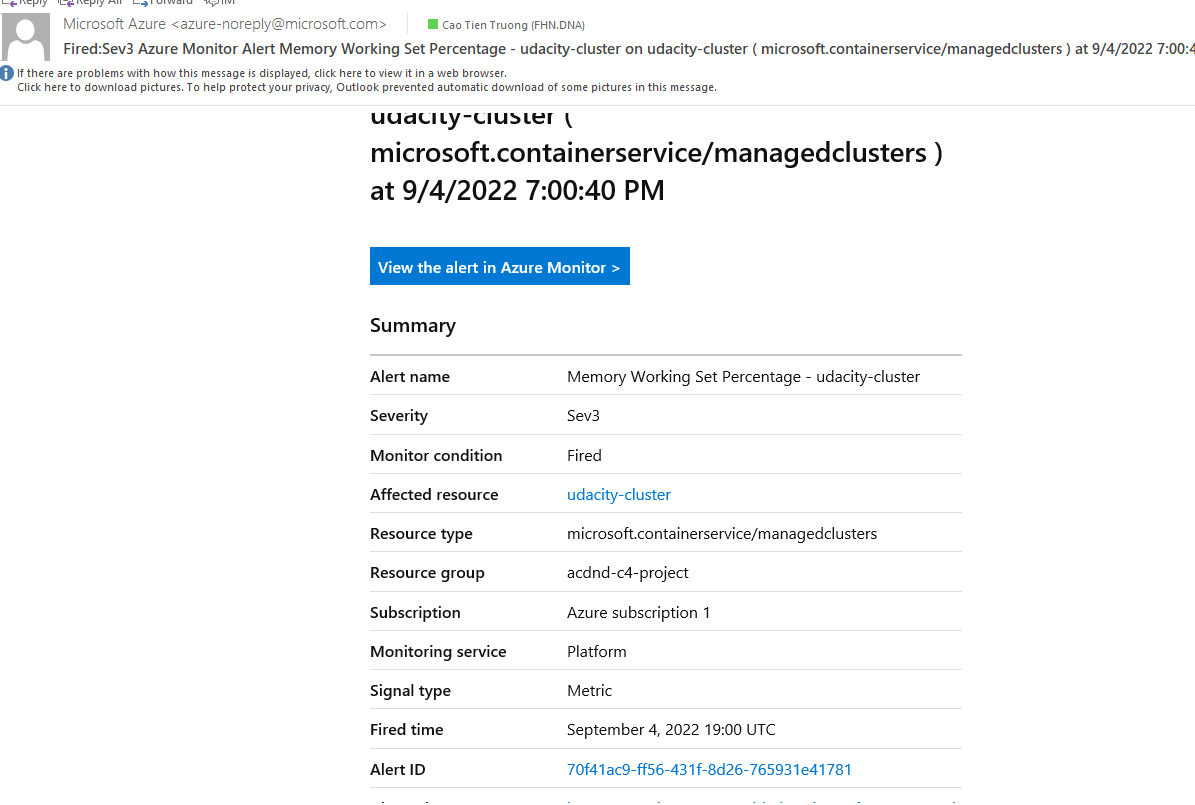 Reply Reply All Forward IM
Microsoft Azure <azure-noreply@microsoft.com> Cao Tien Truong (FHN.DNA)
Fired:Sev3 Azure Monitor Alert Memory Working Set Percentage - udacity-cluster on udacity-cluster ( microsoft.containerservice/managedclusters ) at 9/4/2022 7:00:4
If there are problems with how this message is displayed, click here to view it in a web browser.
Click here to download pictures. To help protect your privacy, Outlook prevented automatic download of some pictures in this message.
udacity-cluster (
microsoft.containerservice/managedclusters )
at 9/4/2022 7:00:40 PM
View the alert in Azure Monitor >
Summary
Alert name Memory Working Set Percentage - udacity-cluster
Severity Sev3
Monitor condition Fired
Affected resource udacity-cluster
Resource type microsoft.containerservice/managedclusters
Resource group acdnd-c4-project
Subscription Azure subscription 1
Monitoring service Platform
Signal type Metric
Fired time September 4, 2022 19:00 UTC
Alert ID 70f41ac9-ff56-431f-8d26-765931e41781